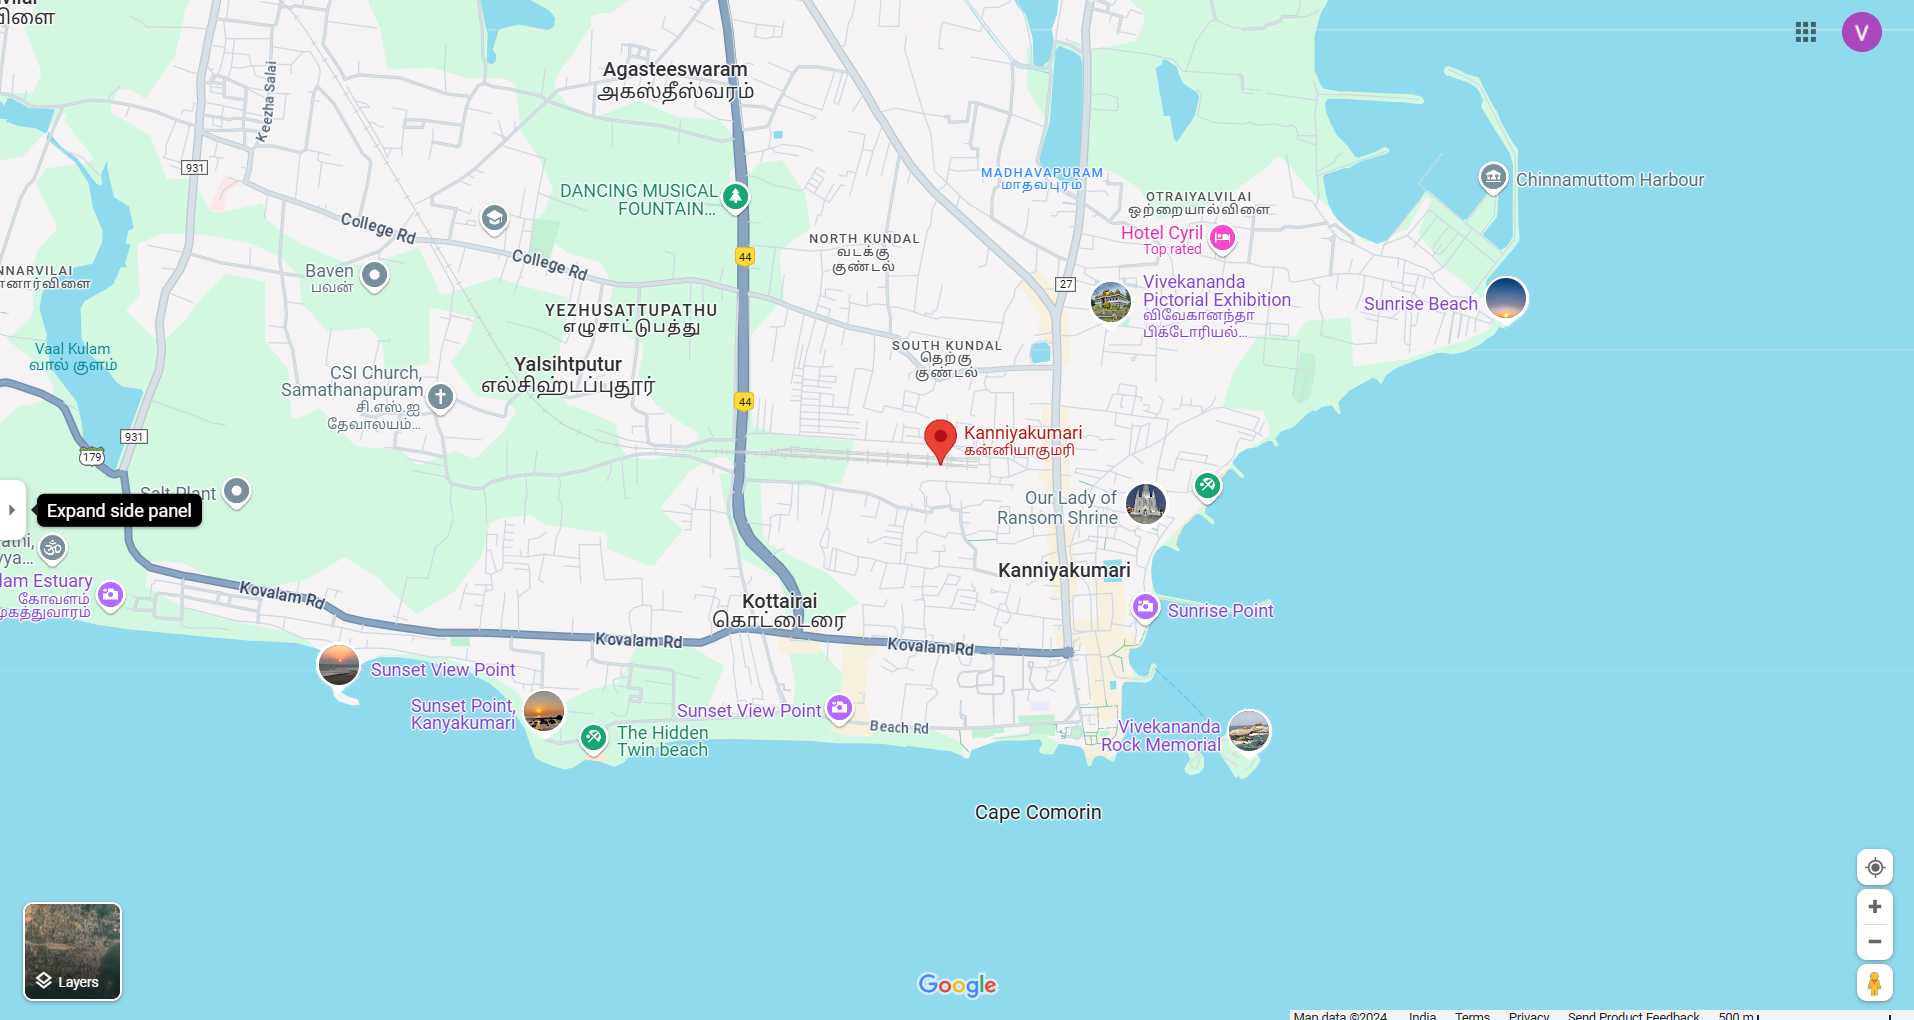 விளை
Agasteeswaram
அகஸ்தீஸ்வரம்
Keezha Salai
931
College Rd
DANCING MUSICAL
FOUNTAIN...
MADHAVAPURAM
மாதவபுரம்
OTRAIYALVILAI
ஒற்றையால்விளை
Chinnamuttom Harbour
V
Hotel Cyril
Top rated
NORTH KUNDAL
வடக்கு
குண்டல்
College Rd
44
Baven
பவன்
27
Vivekananda
Pictorial Exhibition
விவேகானந்தா
பிக்டோரியல்...
Sunrise Beach
YEZHUSATTUPATHU
எழுசாட்டுபத்து
Yalsihtputur
எல்சிஹ்டப்புதூர்
SOUTH KUNDAL
தெற்கு
குண்டல்
Vaal Kulam
வால் குளம்
CSI Church,
Samathanapuram
சி.எஸ்.ஐ
தேவாலயம்...
44
931
179
Kanniyakumari
கன்னியாகுமரி
Salt Plant
Expand side panel
Our Lady of
Ransom Shrine
Kanniyakumari
Estuary
கோவளம்
Kovalam Rd
Kottairai
கொட்டைரை
Sunrise Point
Kovalam Rd
Kovalam Rd
Sunset View Point
Sunset Point,
Kanyakumari
Sunset View Point
Beach Rd
The Hidden
Twin beach
Vivekananda
Rock Memorial
Cape Comorin
Layers
Google
Map data ©2024 India Terms Privacy Send Product Feedback 500 m